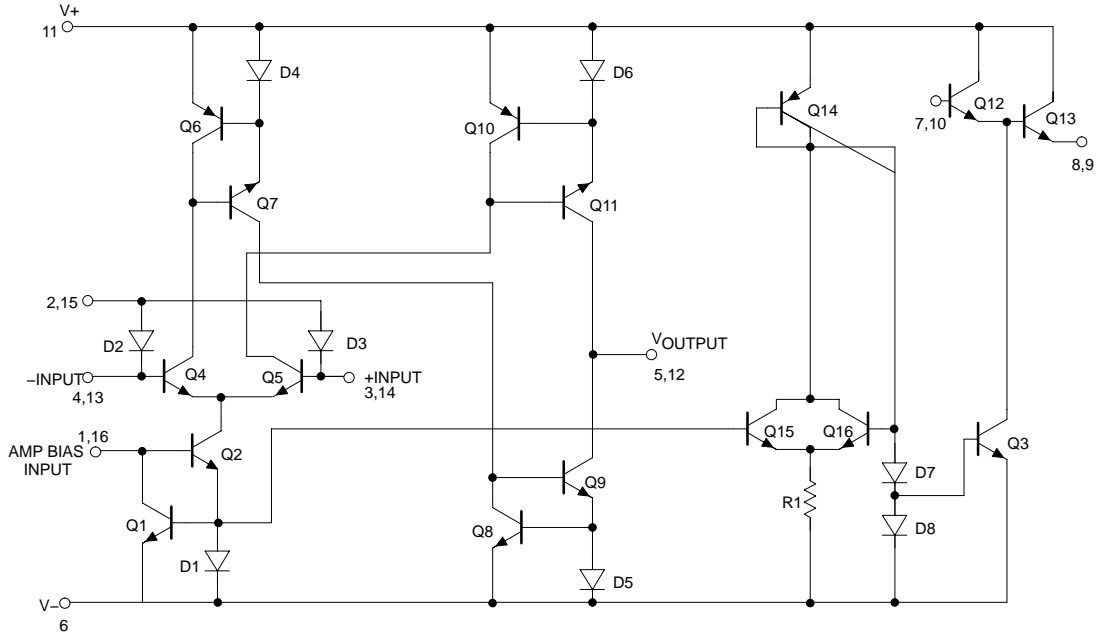 V+
11
D4
D6
Q6
Q10
Q14
Q12
Q13
7,10
8,9
Q7
Q11
2,15
D2
D3
VOUTPUT
5,12
–INPUT
4,13
Q4
Q5
+INPUT
3,14
1,16
AMP BIAS
INPUT
Q2
Q15
Q16
Q3
Q1
D1
Q9
Q8
R1
D7
D8
D5
V–
6